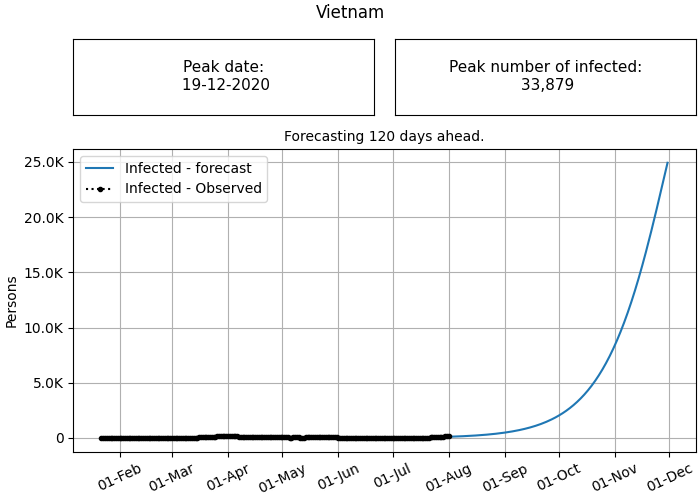 Vietnam
Peak date:
19-12-2020
Peak number of infected:
33,879
Forecasting 120 days ahead.
Infected - forecast
Infected - Observed
25.0K
20.0K
15.0K
10.0K
5.0K
0
Persons
01-Feb
01-Mar
01-Apr
01-May
01-Jun
01-Jul
01-Aug
01-Sep
01-Oct
01-Nov
01-Dec